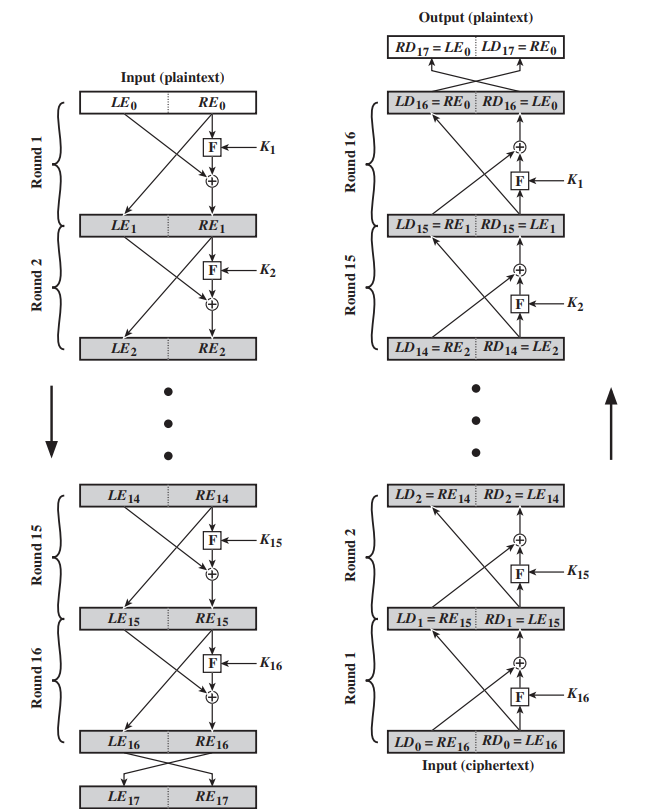 Input (plaintext)
LE0 RE0
F K1
Round 1
LE1 RE1
F K2
Round 2
LE2 RE2
LE14 RE14
F K15
Round 15
LE15 RE15
F K16
Round 16
LE16 RE16
LE17 RE17
Output (plaintext)
RD17 = LE0 LD17 = RE0
LD16 = RE0 RD16 = LE0
Round 16
F K1
LD15 = RE1 RD15 = LE1
Round 15
F K2
LD14 = RE2 RD14 = LE2
LD2 = RE14 RD2 = LE14
Round 2
F K15
LD1 = RE15 RD1 = LE15
Round 1
F K16
LD0 = RE16 RD0 = LE16
Input (ciphertext)